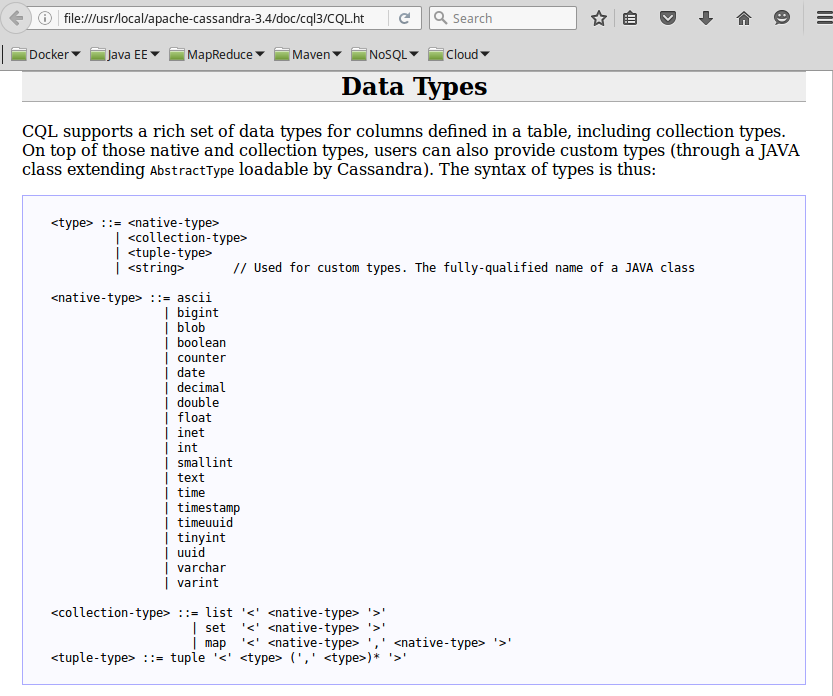 file:///usr/local/apache-cassandra-3.4/doc/cql3/CQL.ht
Search
Docker Java EE MapReduce Maven NoSQL Cloud
Data Types
CQL supports a rich set of data types for columns defined in a table, including collection types.
On top of those native and collection types, users can also provide custom types (through a JAVA
class extending AbstractType loadable by Cassandra). The syntax of types is thus:
<type> ::= <native-type>
| <collection-type>
| <tuple-type>
| <string> // Used for custom types. The fully-qualified name of a JAVA class
<native-type> ::= ascii
| bigint
| blob
| boolean
| counter
| date
| decimal
| double
| float
| inet
| int
| smallint
| text
| time
| timestamp
| timeuuid
| tinyint
| uuid
| varchar
| varint
<collection-type> ::= list '<' <native-type> '>'
| set '<' <native-type> '>'
| map '<' <native-type> ',' <native-type> '>'
<tuple-type> ::= tuple '<' <type> (',' <type>)* '>'